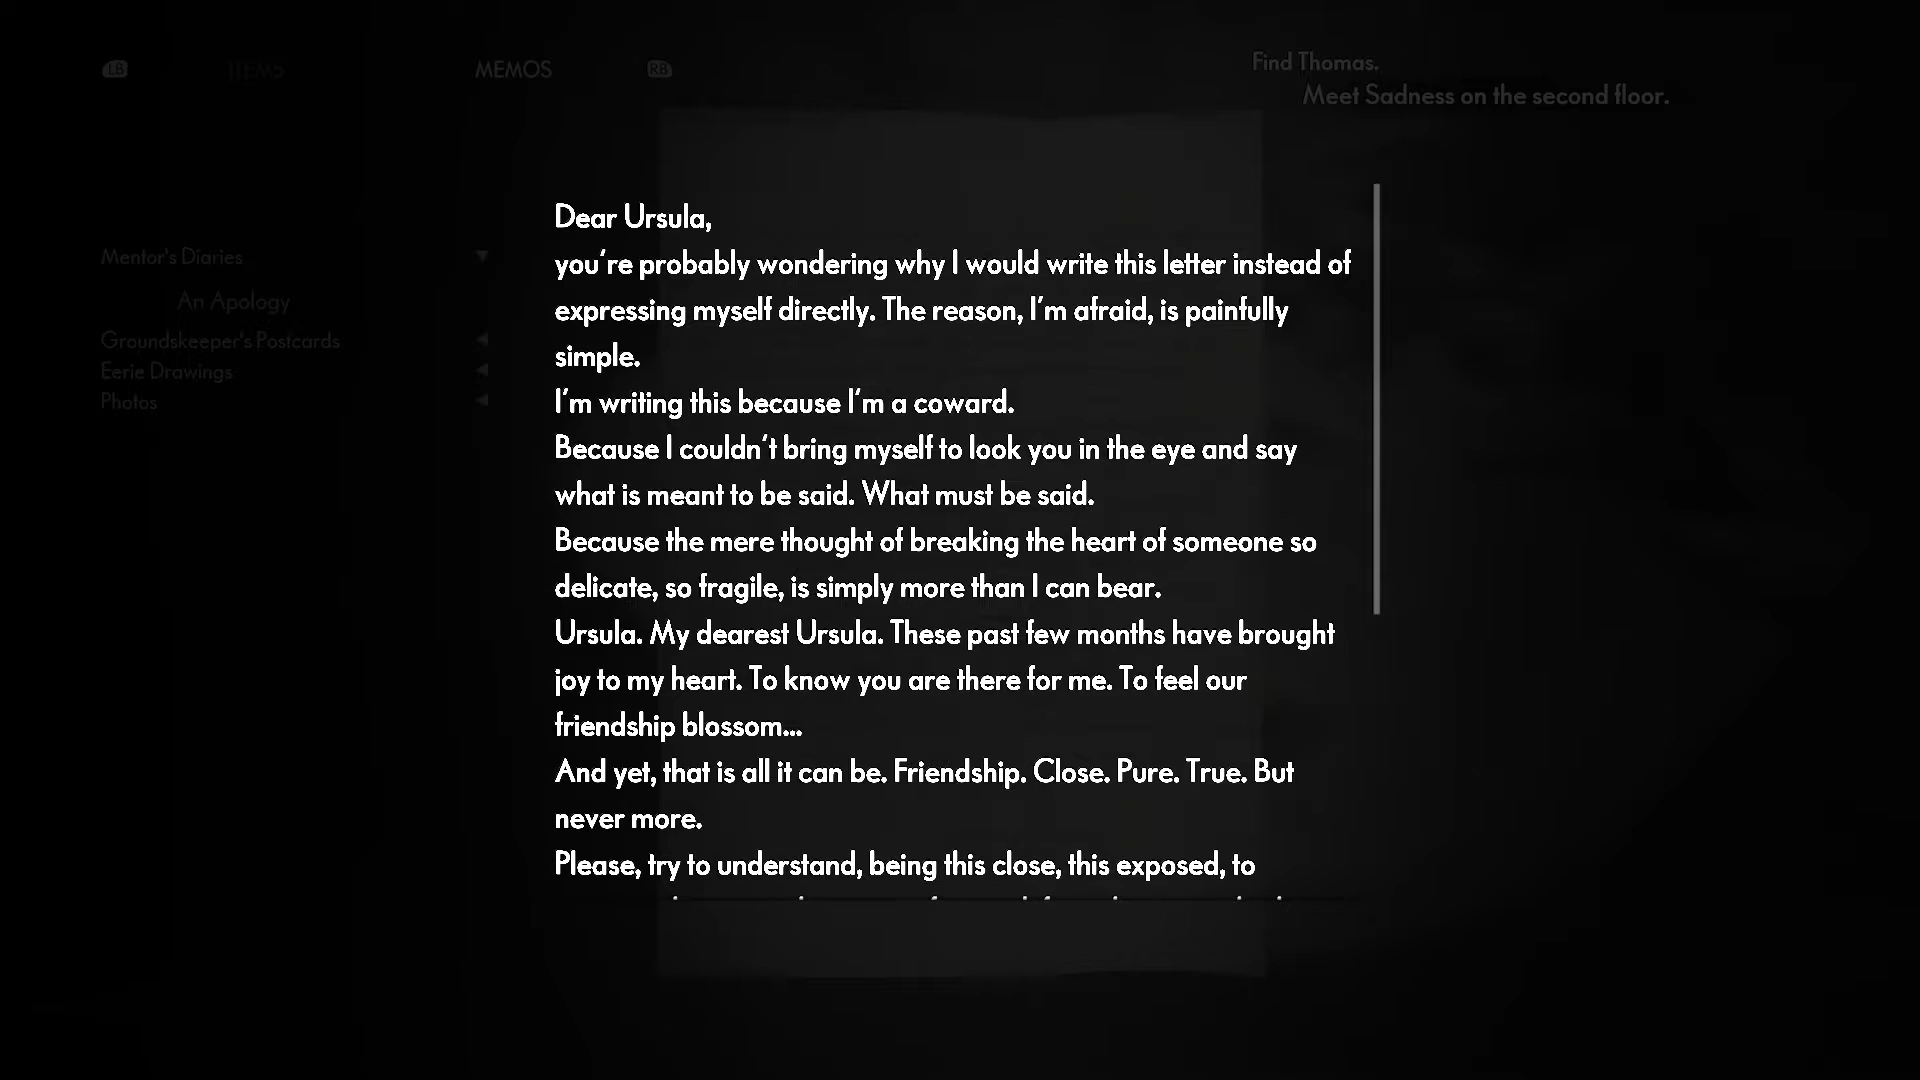 LB
ITEMS
MEMOS
RB
Find Thomas.
Meet Sadness on the second floor.
Mentor's Diaries
An Apology
Groundskeeper's Postcards
Eerie Drawings
Photos
Dear Ursula,
you're probably wondering why I would write this letter instead of
expressing myself directly. The reason, I'm afraid, is painfully
simple.
I'm writing this because I'm a coward.
Because I couldn't bring myself to look you in the eye and say
what is meant to be said. What must be said.
Because the mere thought of breaking the heart of someone so
delicate, so fragile, is simply more than I can bear.
Ursula. My dearest Ursula. These past few months have brought
joy to my heart. To know you are there for me. To feel our
friendship blossom...
And yet, that is all it can be. Friendship. Close. Pure. True. But
never more.
Please, try to understand, being this close, this exposed, to